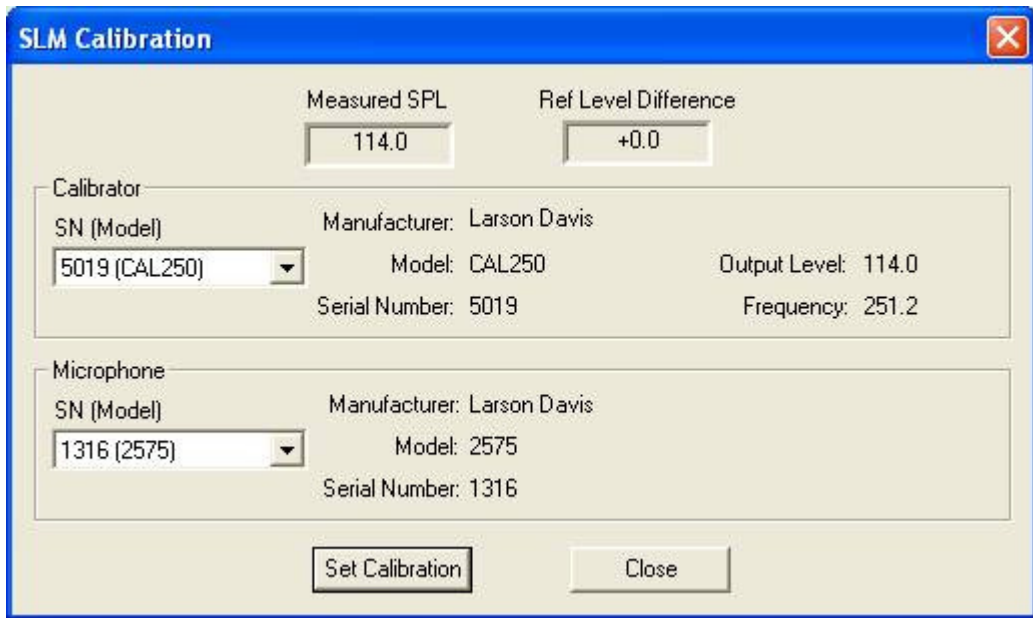 SLM Calibration
Measured SPL
Ref Level Difference
114.0
+0.0
Calibrator
SN (Model)
5019 (CAL250)
Manufacturer: Larson Davis
Model: CAL250
Output Level: 114.0
Serial Number: 5019
Frequency: 251.2
Microphone
SN (Model)
1316 (2575)
Manufacturer: Larson Davis
Model: 2575
Serial Number: 1316
Set Calibration
Close